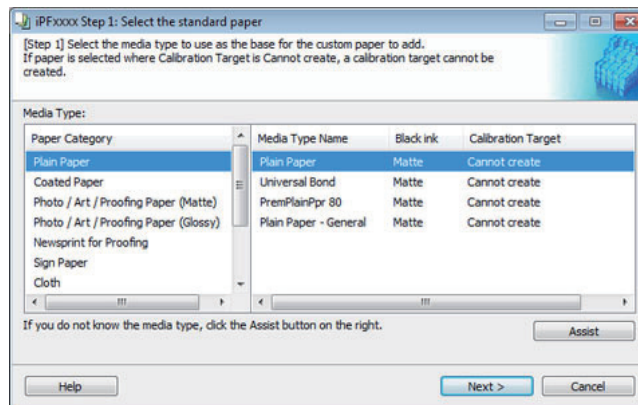 iPFxxxx Step 1: Select the standard paper
[Step 1] Select the media type to use as the base for the custom paper to add.
If paper is selected where Calibration Target is Cannot create, a calibration target cannot be
created.
Media Type:
Paper Category
Plain Paper
Coated Paper
Photo / Art / Proofing Paper (Matte)
Photo / Art / Proofing Paper (Glossy)
Newsprint for Proofing
Sign Paper
Cloth
Media Type Name Black ink Calibration Target
Plain Paper Matte Cannot create
Universal Bond Matte Cannot create
PremPlainPpr 80 Matte Cannot create
Plain Paper - General Matte Cannot create
If you do not know the media type, click the Assist button on the right.
Assist
Help Next > Cancel